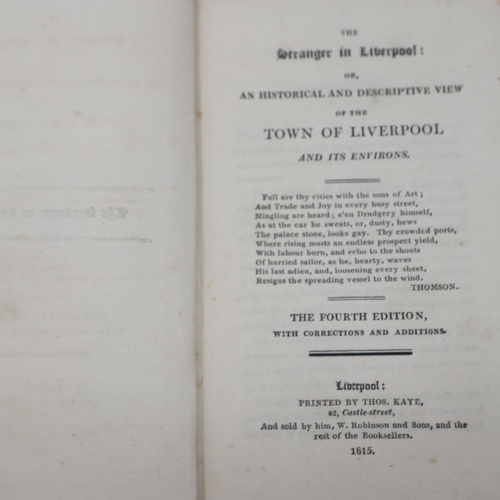 THE
Stranger in Liverpool:
OR,
AN HISTORICAL AND DESCRIPTIVE VIEW
OF THE
TOWN OF LIVERPOOL
AND ITS ENVIRONS.
Full are thy cities with the sons of Art;
And Trade and Joy in every busy street,
Mingling are heard; e'en Drudgery himself,
As at the car he sweats, or, dusty, hews
The palace stone, looks gay. Thy crowded ports,
Where rising masts an endless prospect yield,
With labour burn, and echo to the shouts
Of hurried sailor, as he, hearty, waves
His last adieu, and, loosening every sheet,
Resigns the spreading vessel to the wind.
THOMSON.
THE FOURTH EDITION,
WITH CORRECTIONS AND ADDITIONS.
Liverpool:
PRINTED BY THOS. KAYE,
42, Castle-street,
And sold by him, W. Robinson and Sons, and the
rest of the Booksellers.
1815.